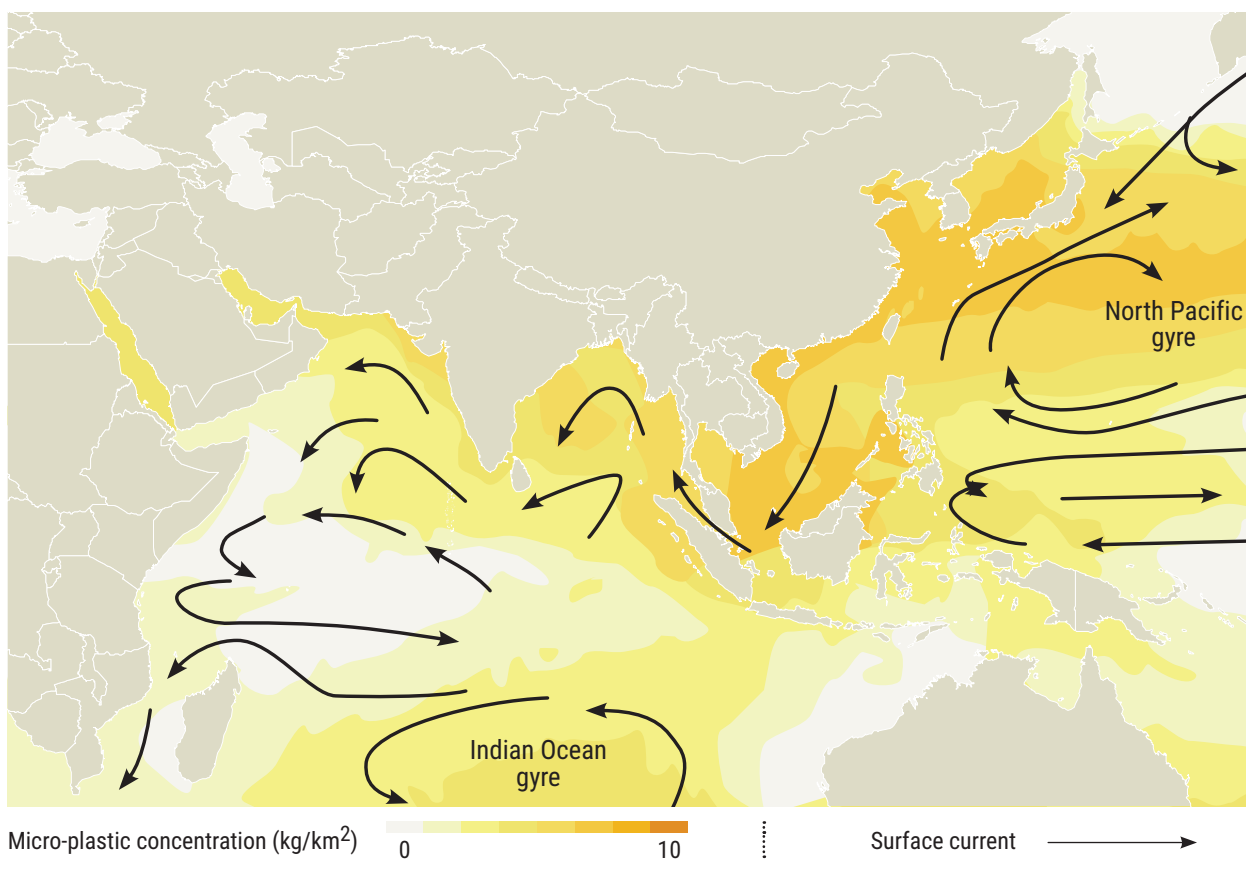 North Pacific
gyre
Indian Ocean
gyre
Micro-plastic concentration (kg/km²)
0
10
Surface current